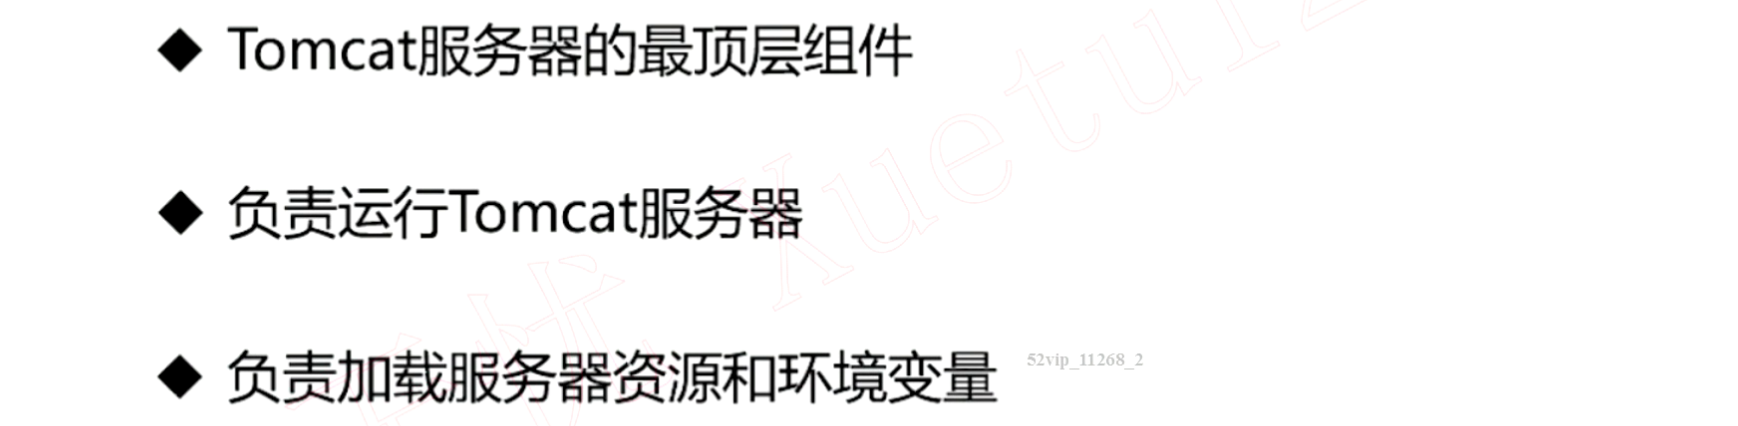 ◆ Tomcat服务器的最顶层组件
◆ 负责运行Tomcat服务器
◆ 负责加载服务器资源和环境变量
52vip_11268_2